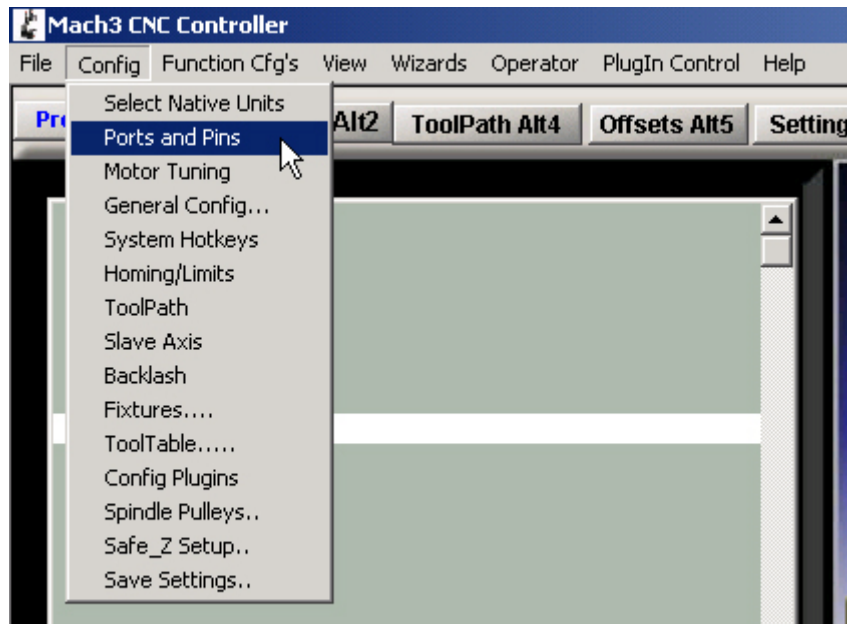 Mach3 CNC Controller
File Config Function Cfg's View Wizards Operator PlugIn Control Help
Alt2 ToolPath Alt4 Offsets Alt5
Select Native Units
Ports and Pins
Motor Tuning
General Config...
System Hotkeys
Homing/Limits
ToolPath
Slave Axis
Backlash
Fixtures....
ToolTable.....
Config Plugins
Spindle Pulleys..
Safe_Z Setup..
Save Settings..